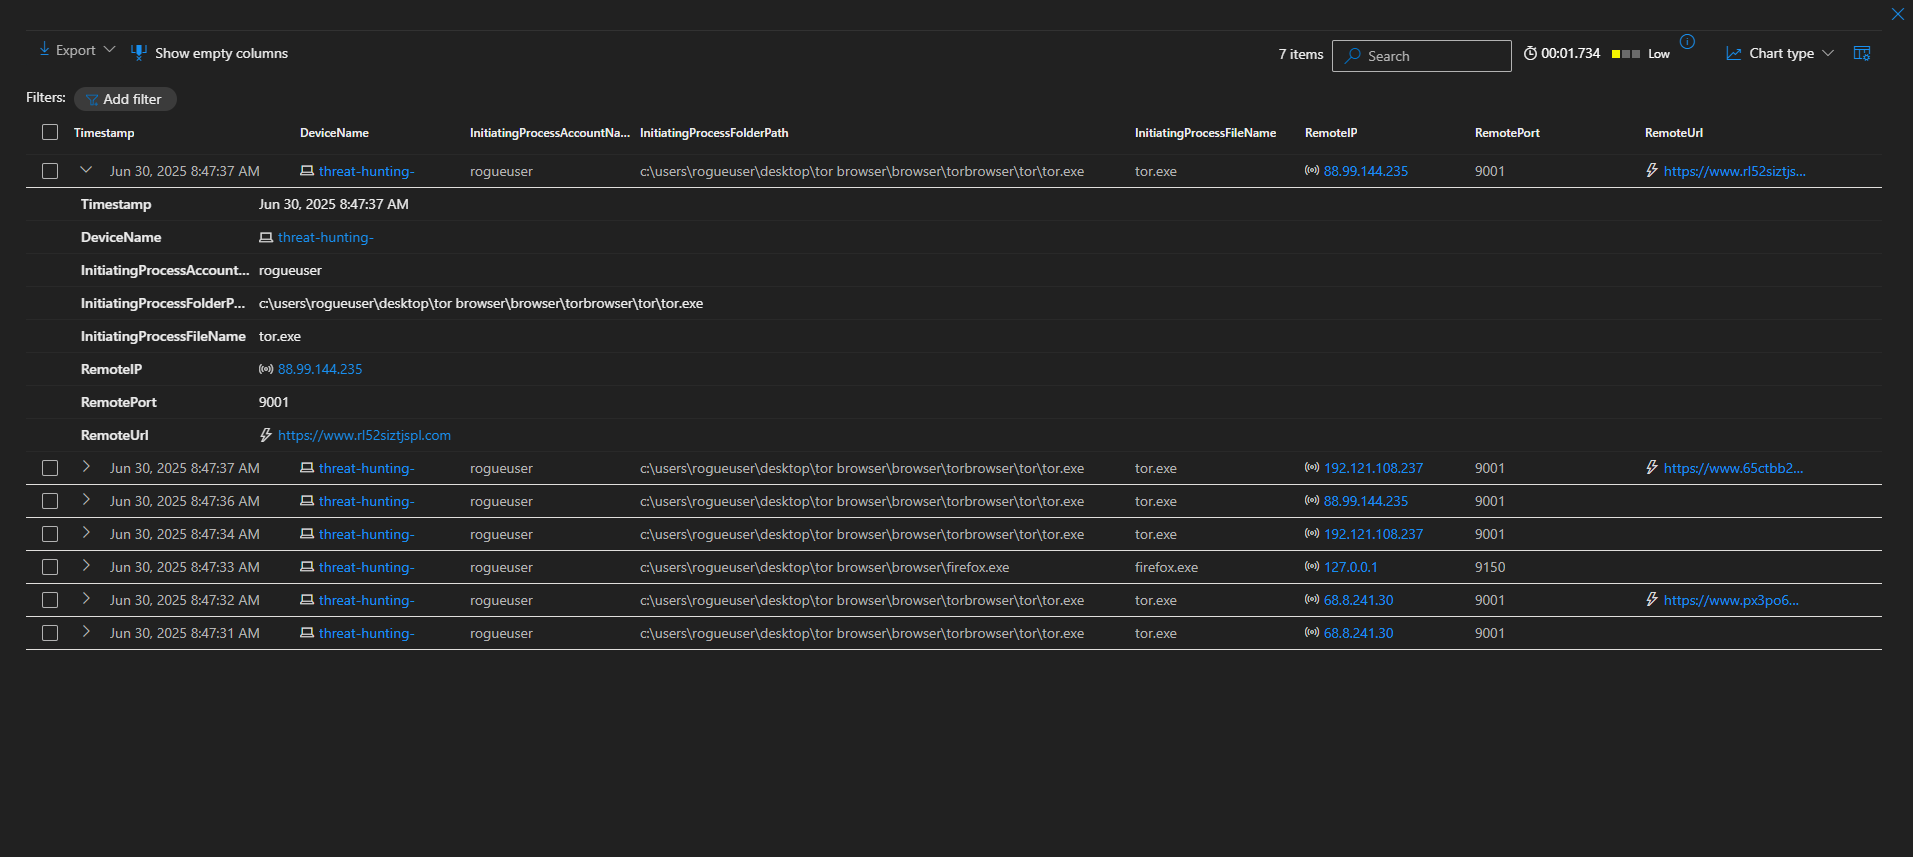 Export Show empty columns 7 items Search 00:01.734 Low Chart type
Filters: Add filter
Timestamp DeviceName InitiatingProcessAccountNa... InitiatingProcessFolderPath InitiatingProcessFileName RemoteIP RemotePort RemoteUrl
Jun 30, 2025 8:47:37 AM threat-hunting- rogueuser c:\users\rogueuser\desktop\tor browser\browser\torbrowser\tor\tor.exe tor.exe 88.99.144.235 9001 https://www.rl52siztjs...
Timestamp Jun 30, 2025 8:47:37 AM
DeviceName threat-hunting-
InitiatingProcessAccount... rogueuser
InitiatingProcessFolderP... c:\users\rogueuser\desktop\tor browser\browser\torbrowser\tor\tor.exe
InitiatingProcessFileName tor.exe
RemoteIP 88.99.144.235
RemotePort 9001
RemoteUrl https://www.rl52siztjspl.com
Jun 30, 2025 8:47:37 AM threat-hunting- rogueuser c:\users\rogueuser\desktop\tor browser\browser\torbrowser\tor\tor.exe tor.exe 192.121.108.237 9001 https://www.65ctbb2...
Jun 30, 2025 8:47:36 AM threat-hunting- rogueuser c:\users\rogueuser\desktop\tor browser\browser\torbrowser\tor\tor.exe tor.exe 88.99.144.235 9001
Jun 30, 2025 8:47:34 AM threat-hunting- rogueuser c:\users\rogueuser\desktop\tor browser\browser\torbrowser\tor\tor.exe tor.exe 192.121.108.237 9001
Jun 30, 2025 8:47:33 AM threat-hunting- rogueuser c:\users\rogueuser\desktop\tor browser\browser\firefox.exe firefox.exe 127.0.0.1 9150
Jun 30, 2025 8:47:32 AM threat-hunting- rogueuser c:\users\rogueuser\desktop\tor browser\browser\torbrowser\tor\tor.exe tor.exe 68.8.241.30 9001 https://www.px3po6...
Jun 30, 2025 8:47:31 AM threat-hunting- rogueuser c:\users\rogueuser\desktop\tor browser\browser\torbrowser\tor\tor.exe tor.exe 68.8.241.30 9001